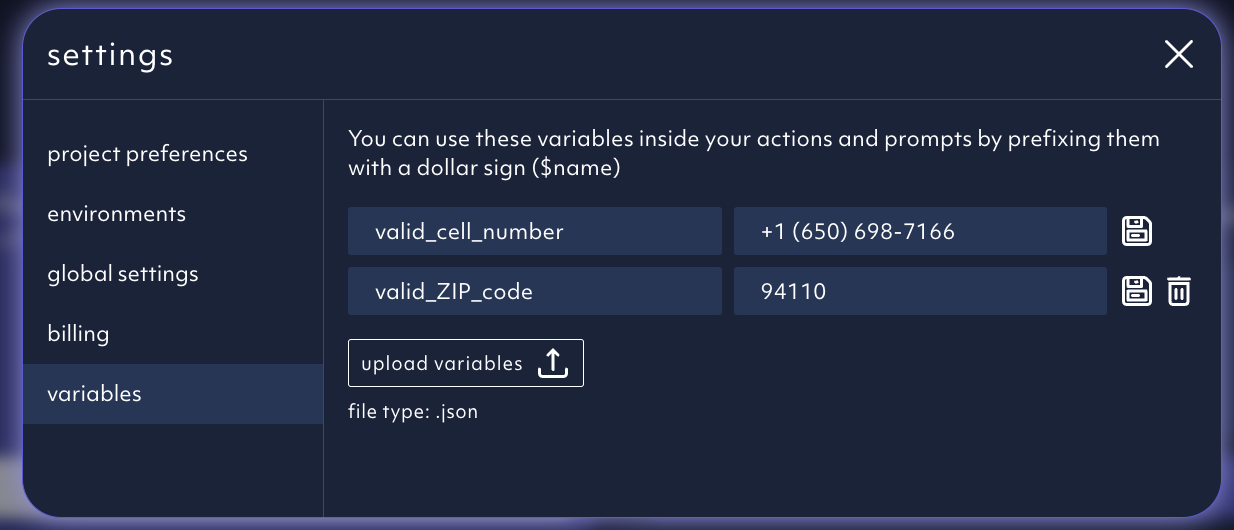 settings
project preferences
environments
global settings
billing
variables
You can use these variables inside your actions and prompts by prefixing them
with a dollar sign ($name)
valid_cell_number
+1 (650) 698-7166
valid_ZIP_code
94110
upload variables
file type: .json